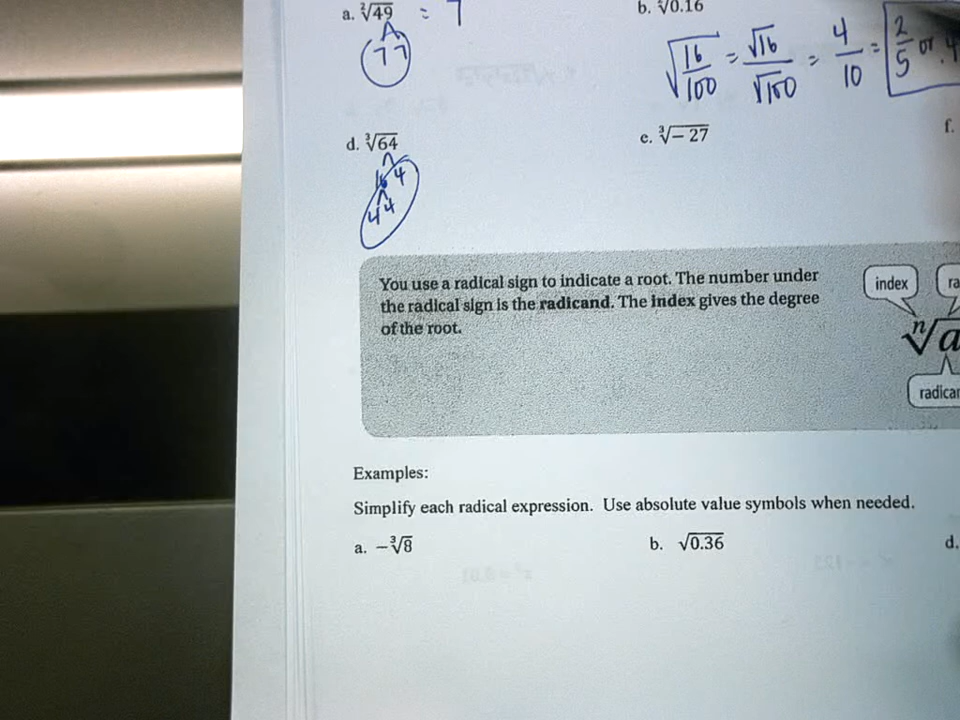 a. ²√49 = 7
7 7
b. √0.16
√16/100 = √16/√100 = 4/10 = 2/5 or .4
d. ³√64
16 4
4 4
e. ³√-27
f.
You use a radical sign to indicate a root. The number under
the radical sign is the radicand. The index gives the degree
of the root.
index
ⁿ√a
Examples:
Simplify each radical expression. Use absolute value symbols when needed.
a. -³√8
b. √0.36
d.